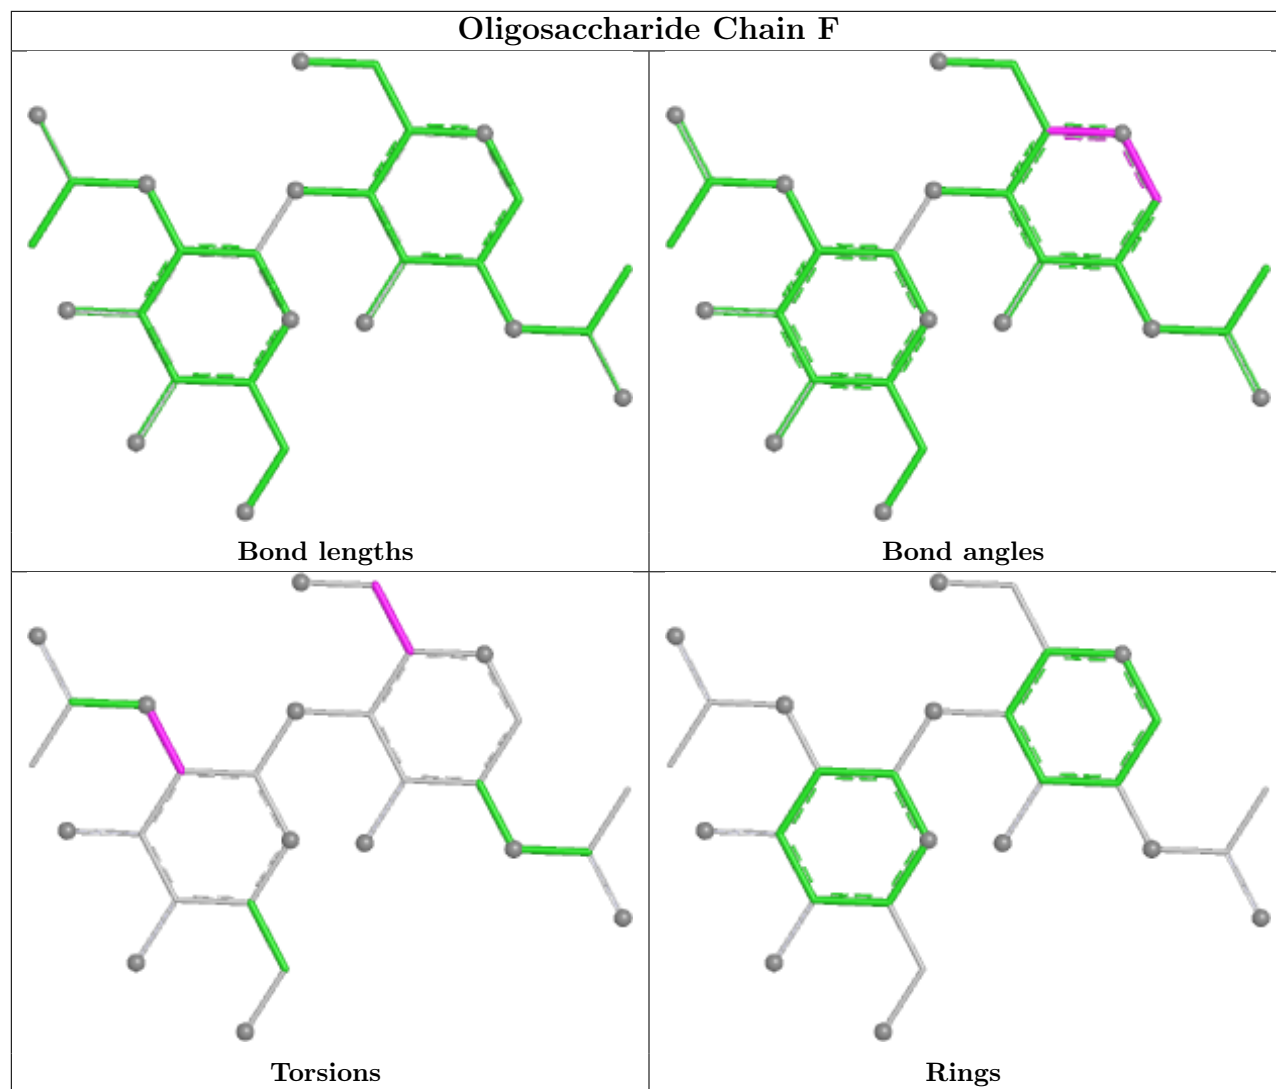 Oligosaccharide Chain F
Bond lengths
Bond angles
Torsions
Rings